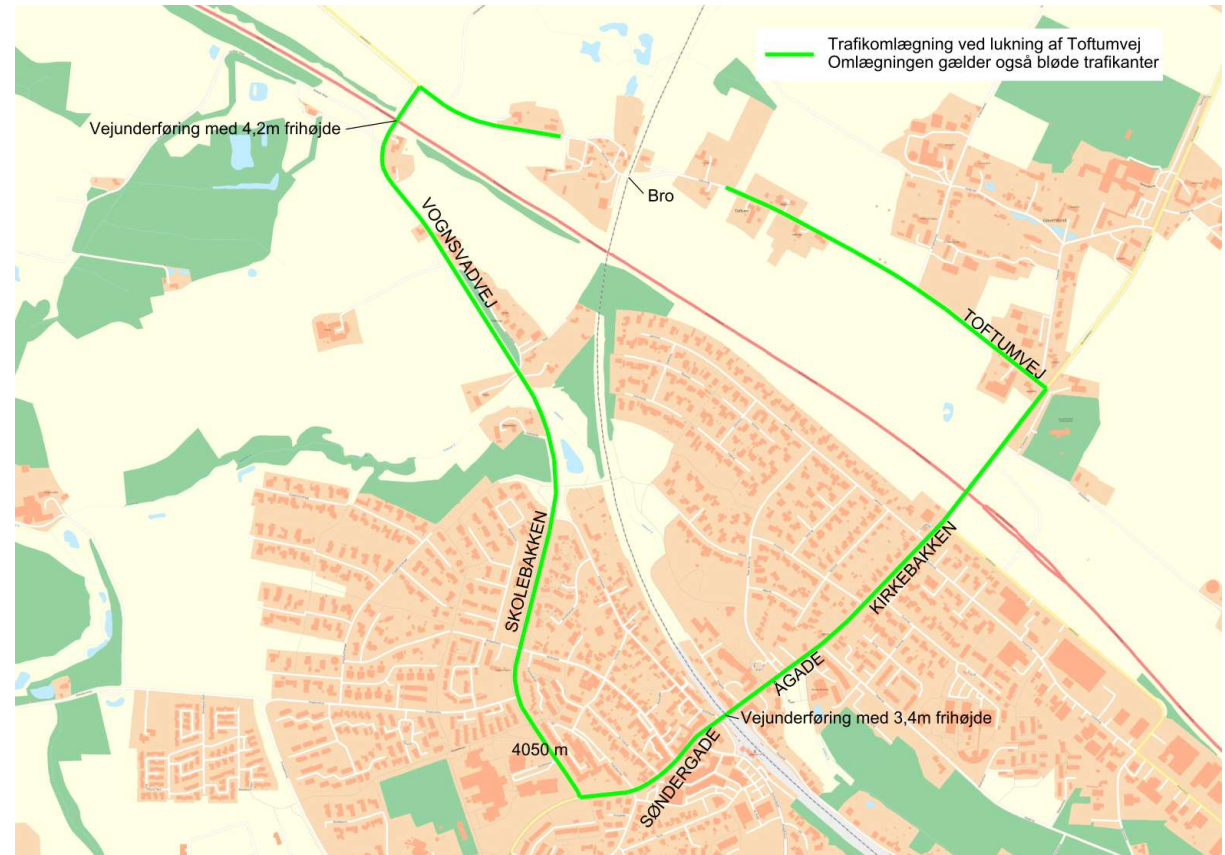 Trafikomlægning ved lukning af Toftumvej
Omlægningen gælder også bløde trafikanter
Vejunderføring med 4,2m frihøjde
Bro
VOGNSVADVEJ
TOFTUMVEJ
SKOLEBAKKEN
KIRKEBAKKEN
ÅGADE
Vejunderføring med 3,4m frihøjde
4050 m
SØNDERGADE